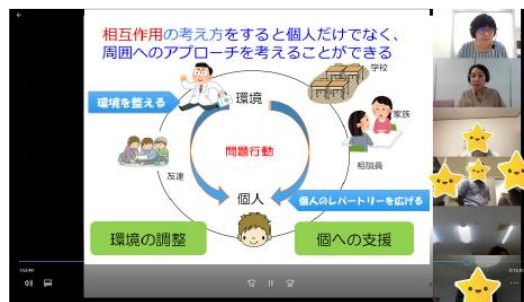 相互作用の考え方をすると個人だけでなく、
周囲へのアプローチを考えることができる
学校
環境を整える
環境
家族
問題行動
友達
相談員
個人
個人のレパートリーを広げる
環境の調整
個への支援